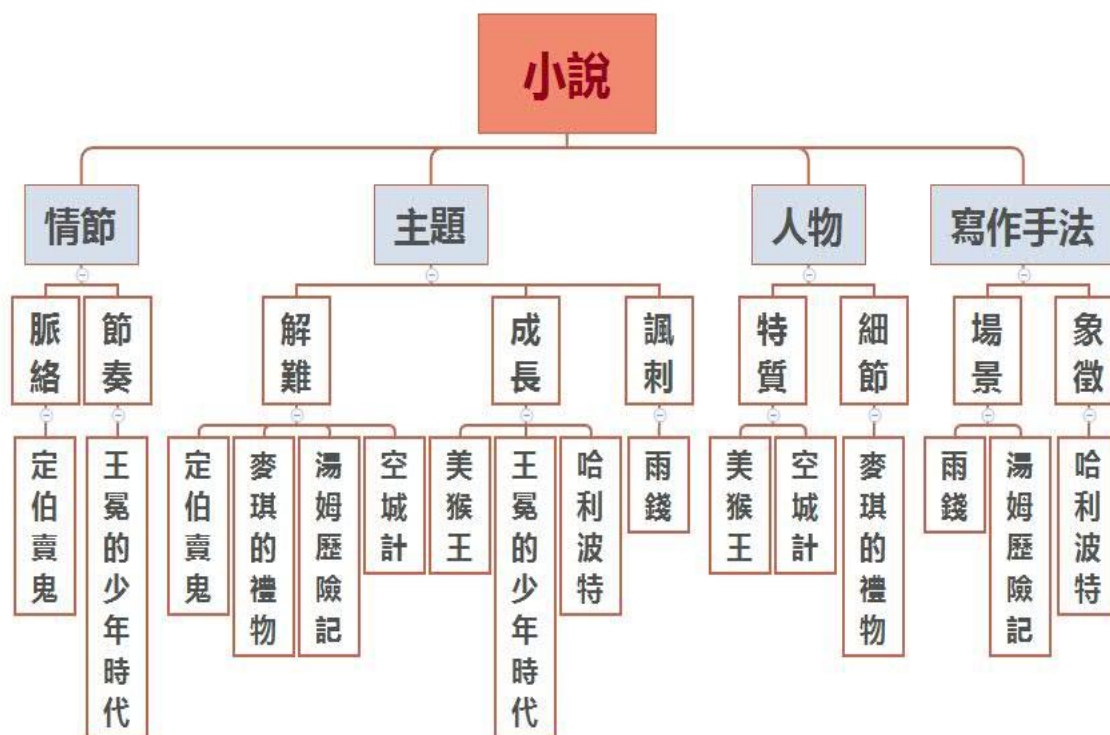 小說
情節
主題
人物
寫作手法
脈絡
節奏
解難
成長
諷刺
特質
細節
場景
象徵
定伯賣鬼
王冕的少年時代
定伯賣鬼
麥琪的禮物
湯姆歷險記
空城計
美猴王
王冕的少年時代
哈利波特
雨錢
美猴王
空城計
麥琪的禮物
雨錢
湯姆歷險記
哈利波特